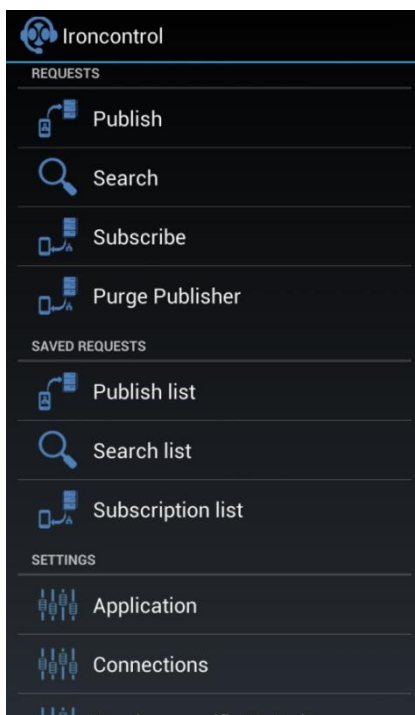 Ironcontrol
REQUESTS
Publish
Search
Subscribe
Purge Publisher
SAVED REQUESTS
Publish list
Search list
Subscription list
SETTINGS
Application
Connections